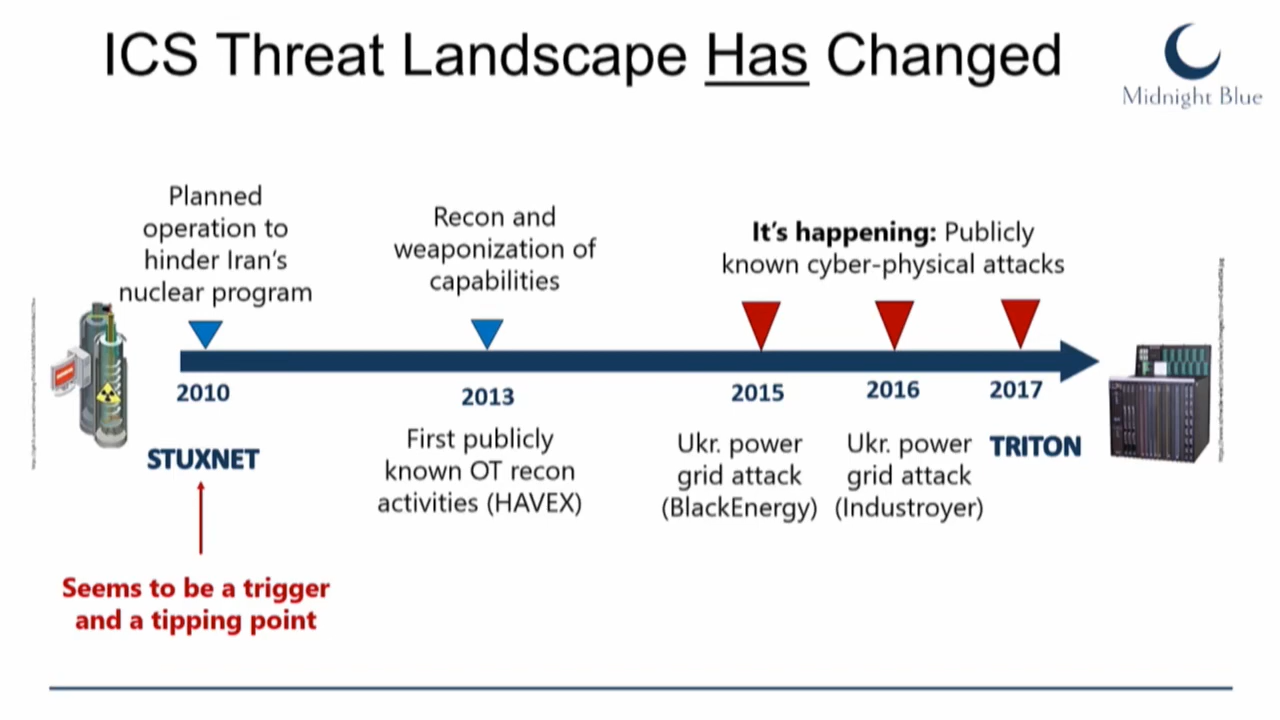 ICS Threat Landscape Has Changed
Midnight Blue
Planned
operation to
hinder Iran's
nuclear program
Recon and
weaponization of
capabilities
It's happening: Publicly
known cyber-physical attacks
2010
2013
2015
2016
2017
STUXNET
First publicly
known OT recon
activities (HAVEX)
Ukr. power
grid attack
(BlackEnergy)
Ukr. power
grid attack
(Industroyer)
TRITON
Seems to be a trigger
and a tipping point